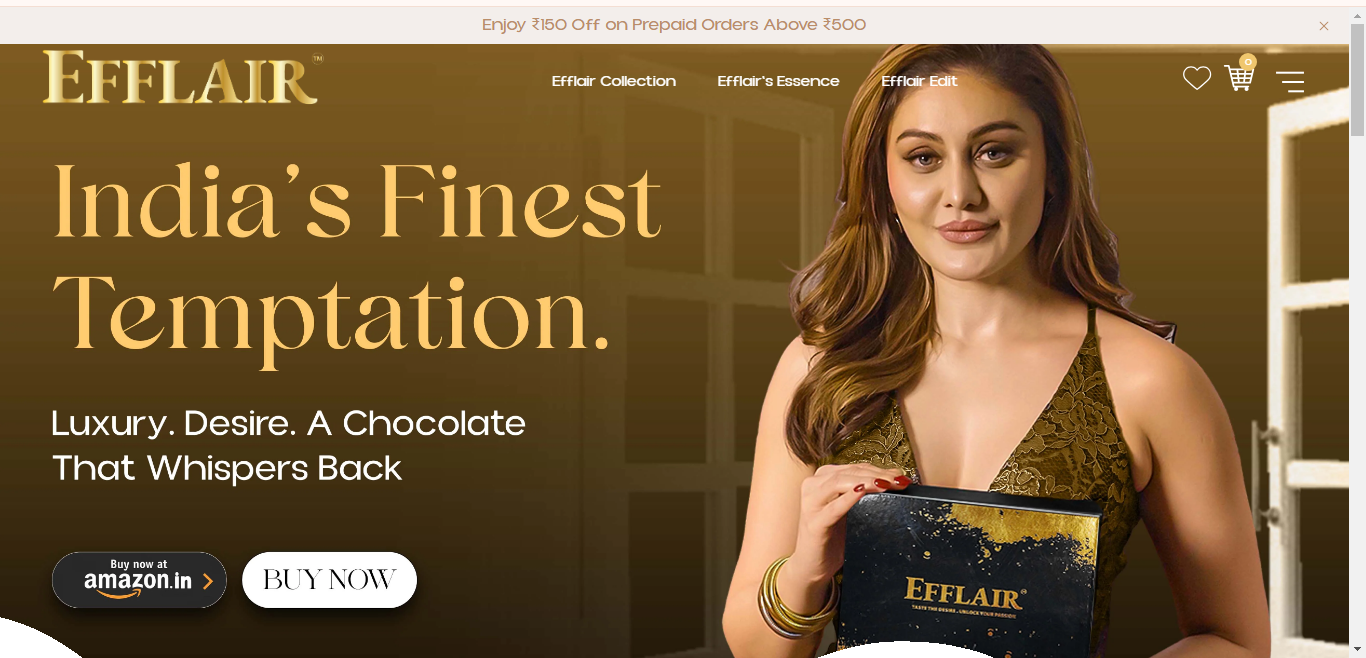 Enjoy ₹150 Off on Prepaid Orders Above ₹500
EFFLAIR™
Efflair Collection
Efflair's Essence
Efflair Edit
0
India's Finest
Temptation.
Luxury. Desire. A Chocolate
That Whispers Back
Buy now at
amazon.in
BUY NOW
EFFLAIR
TASTE THE DESIRE . UNLOCK YOUR PASSION